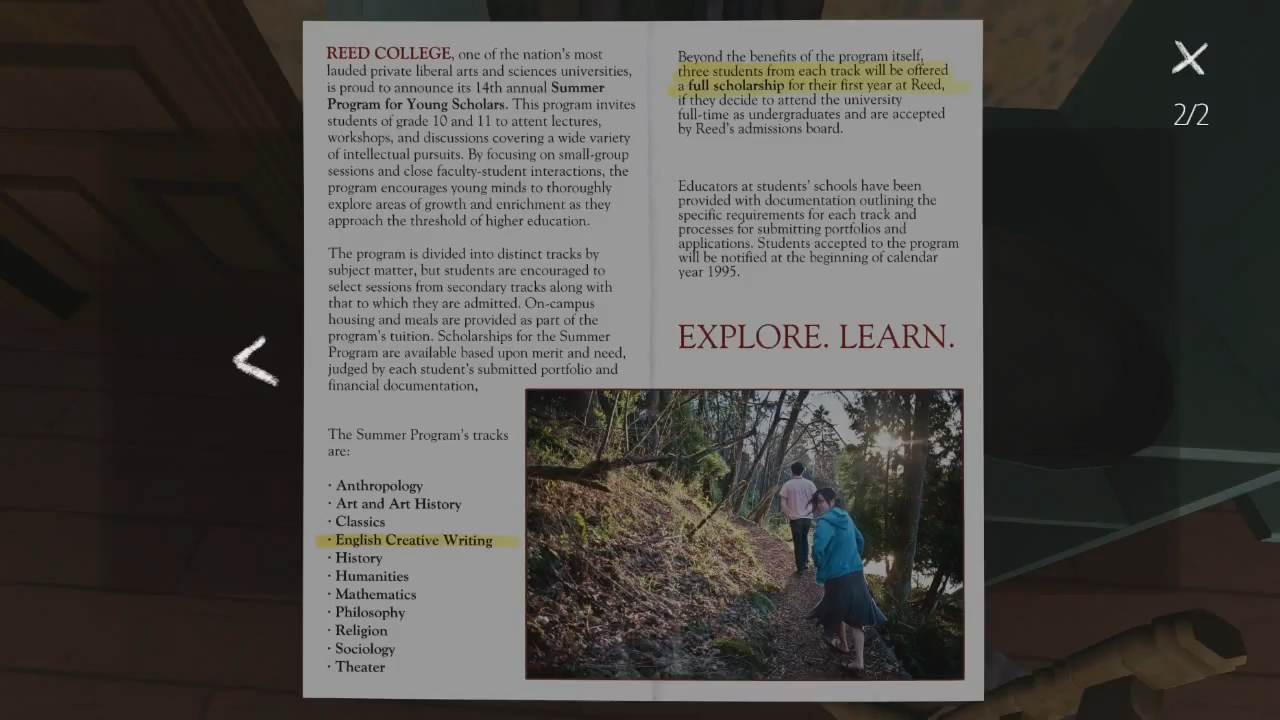 REED COLLEGE, one of the nation's most
lauded private liberal arts and sciences universities,
is proud to announce its 14th annual Summer
Program for Young Scholars. This program invites
students of grade 10 and 11 to attent lectures,
workshops, and discussions covering a wide variety
of intellectual pursuits. By focusing on small-group
sessions and close faculty-student interactions, the
program encourages young minds to thoroughly
explore areas of growth and enrichment as they
approach the threshold of higher education.
The program is divided into distinct tracks by
subject matter, but students are encouraged to
select sessions from secondary tracks along with
that to which they are admitted. On-campus
housing and meals are provided as part of the
program's tuition. Scholarships for the Summer
Program are available based upon merit and need,
judged by each student's submitted portfolio and
financial documentation,
The Summer Program's tracks
are:
· Anthropology
· Art and Art History
· Classics
· English Creative Writing
· History
· Humanities
· Mathematics
· Philosophy
· Religion
· Sociology
· Theater
Beyond the benefits of the program itself,
three students from each track will be offered
a full scholarship for their first year at Reed,
if they decide to attend the university
full-time as undergraduates and are accepted
by Reed's admissions board.
Educators at students' schools have been
provided with documentation outlining the
specific requirements for each track and
processes for submitting portfolios and
applications. Students accepted to the program
will be notified at the beginning of calendar
year 1995.
EXPLORE. LEARN.
2/2